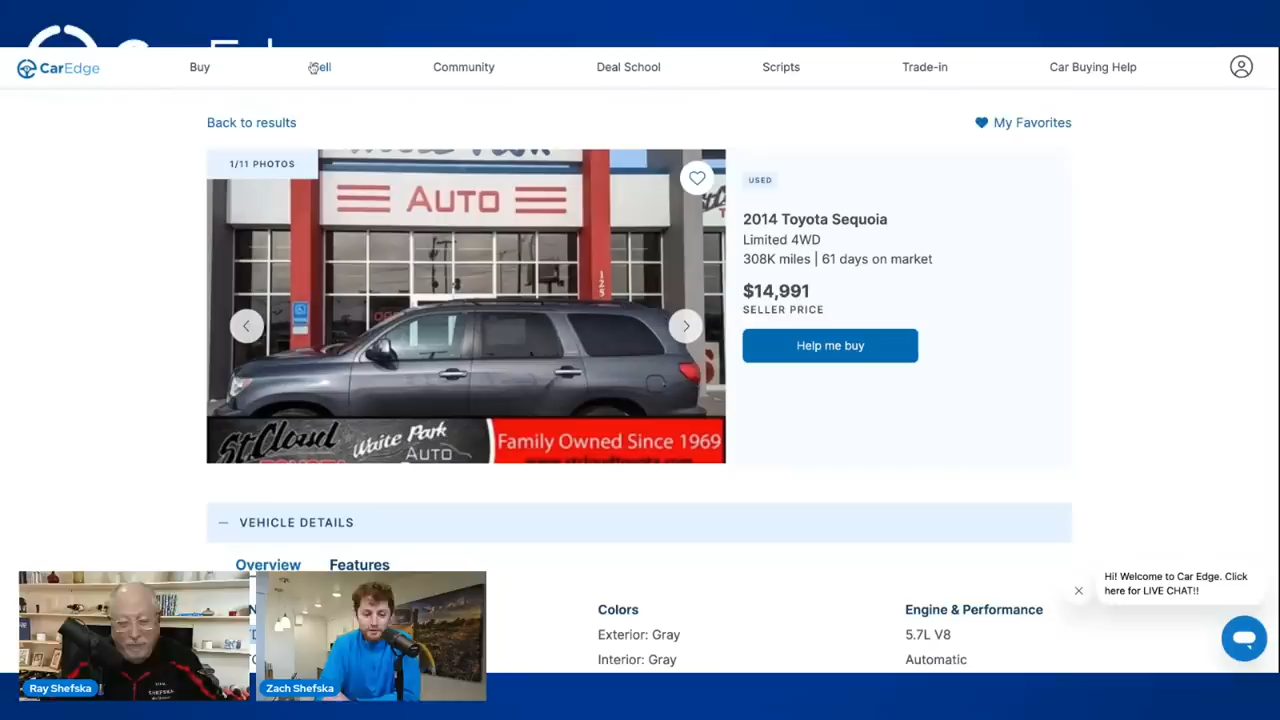 CarEdge
Buy
Sell
Community
Deal School
Scripts
Trade-in
Car Buying Help
Back to results
My Favorites
1/11 PHOTOS
AUTO
125
St.Cloud
Waite Park
AUTO
Family Owned Since 1969
USED
2014 Toyota Sequoia
Limited 4WD
308K miles | 61 days on market
$14,991
SELLER PRICE
Help me buy
VEHICLE DETAILS
Overview
Features
Colors
Exterior: Gray
Interior: Gray
Engine & Performance
5.7L V8
Automatic
Hi! Welcome to Car Edge. Click
here for LIVE CHAT!!
Ray Shefska
Zach Shefska